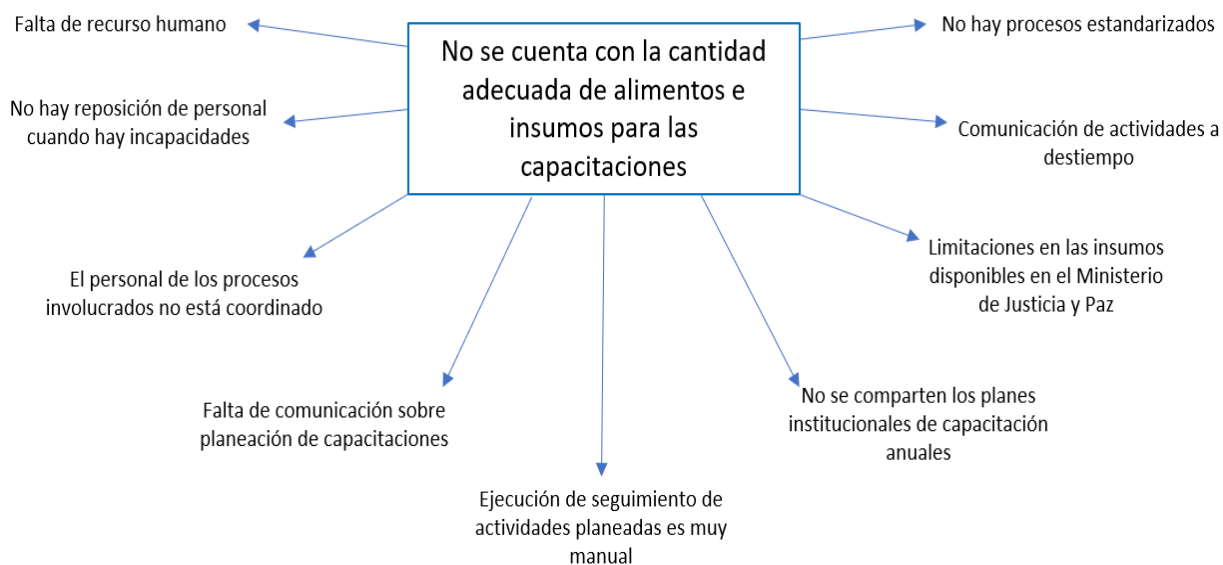 No se cuenta con la cantidad
adecuada de alimentos e
insumos para las
capacitaciones
Falta de recurso humano
No hay reposición de personal
cuando hay incapacidades
El personal de los procesos
involucrados no está coordinado
Falta de comunicación sobre
planeación de capacitaciones
Ejecución de seguimiento de
actividades planeadas es muy
manual
No se comparten los planes
institucionales de capacitación
anuales
Limitaciones en las insumos
disponibles en el Ministerio
de Justicia y Paz
Comunicación de actividades a
destiempo
No hay procesos estandarizados